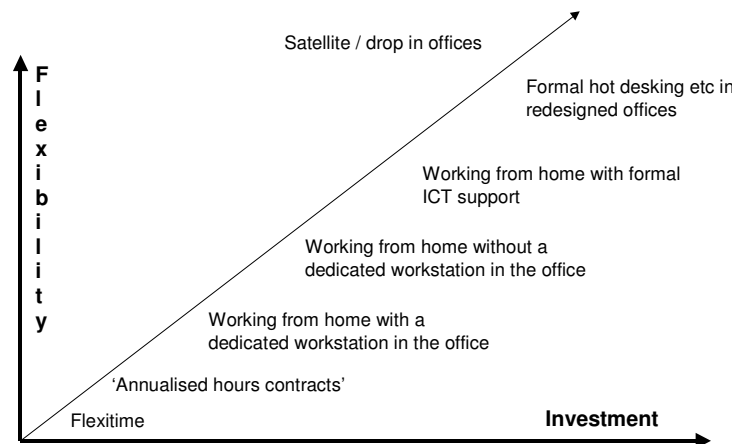 Satellite / drop in offices
Flexibility
Formal hot desking etc in
redesigned offices
Working from home with formal
ICT support
Working from home without a
dedicated workstation in the office
Working from home with a
dedicated workstation in the office
‘Annualised hours contracts’
Flexitime
Investment